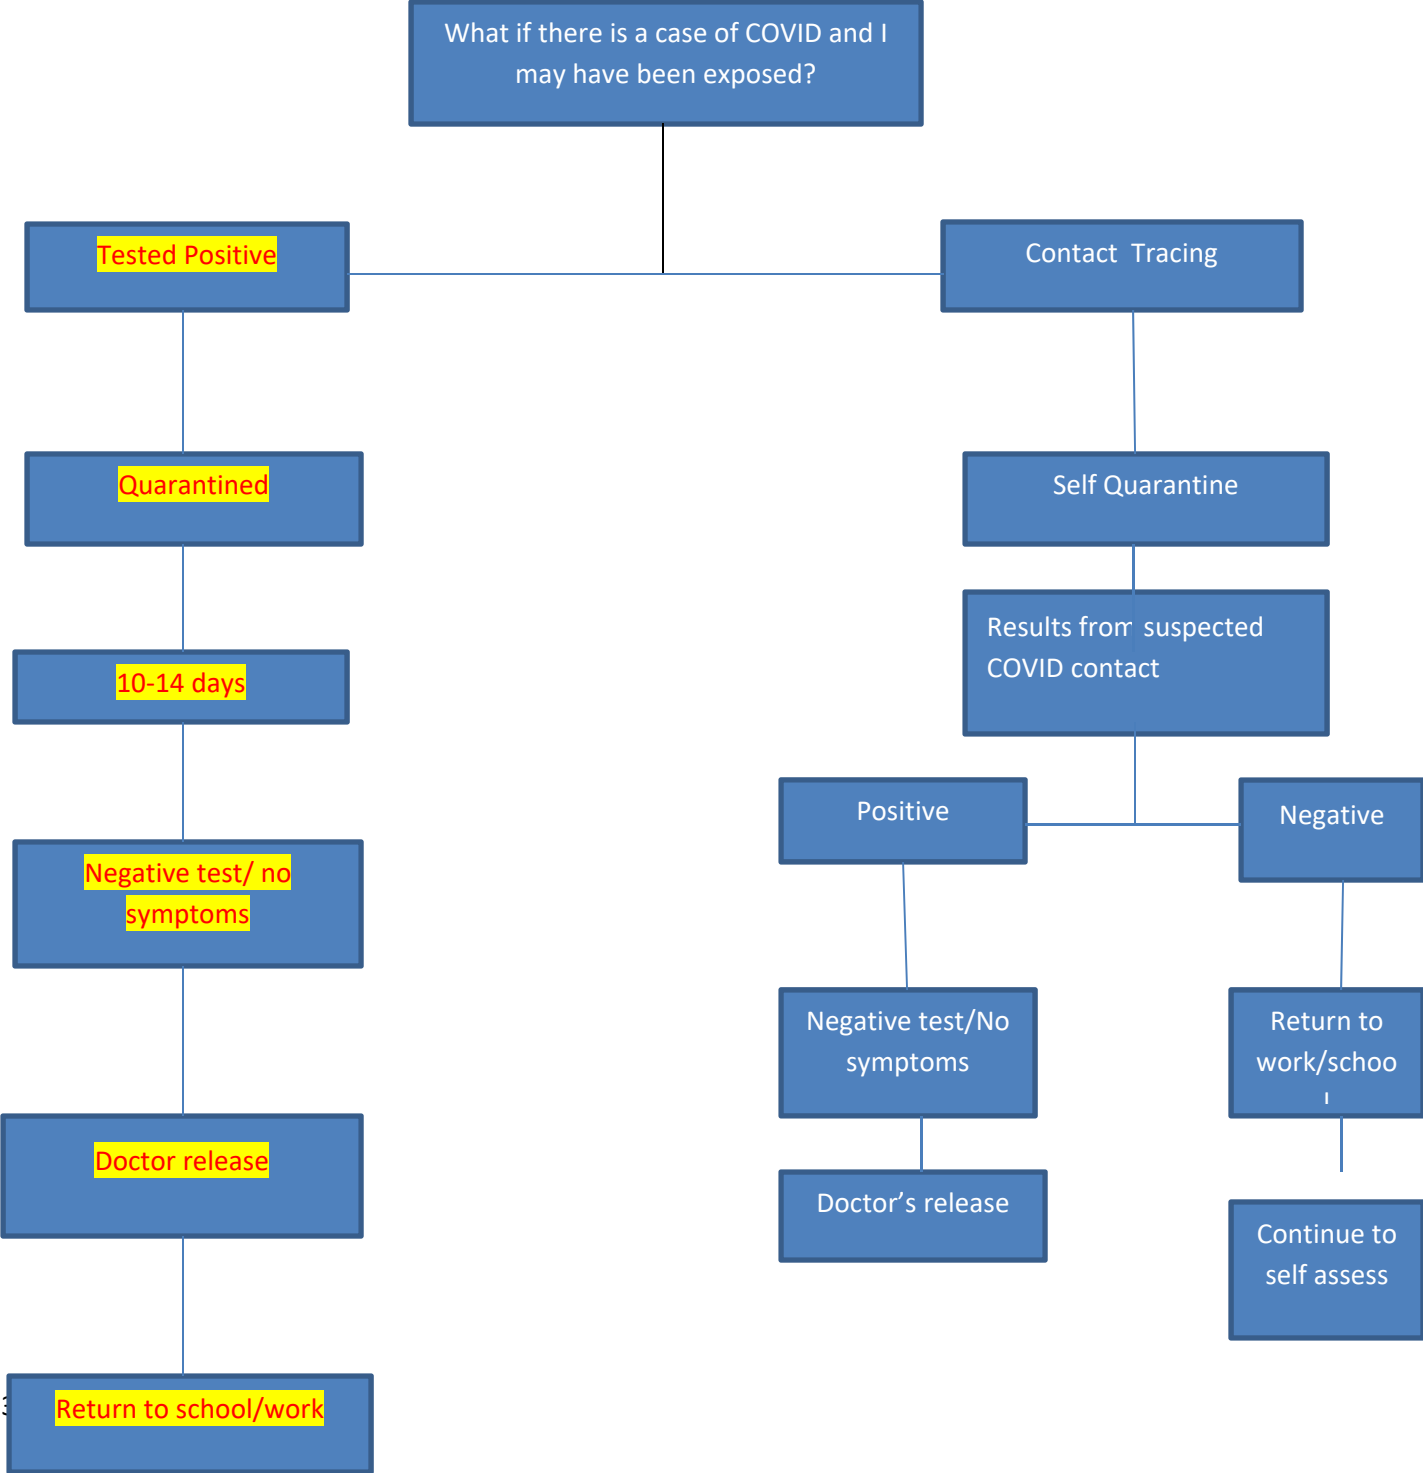 What if there is a case of COVID and I
may have been exposed?
Tested Positive
Contact Tracing
Quarantined
Self Quarantine
Results from suspected
COVID contact
10-14 days
Positive
Negative
Negative test/ no
symptoms
Negative test/No
symptoms
Return to
work/schoo
l
Doctor release
Doctor's release
Continue to
self assess
3
Return to school/work